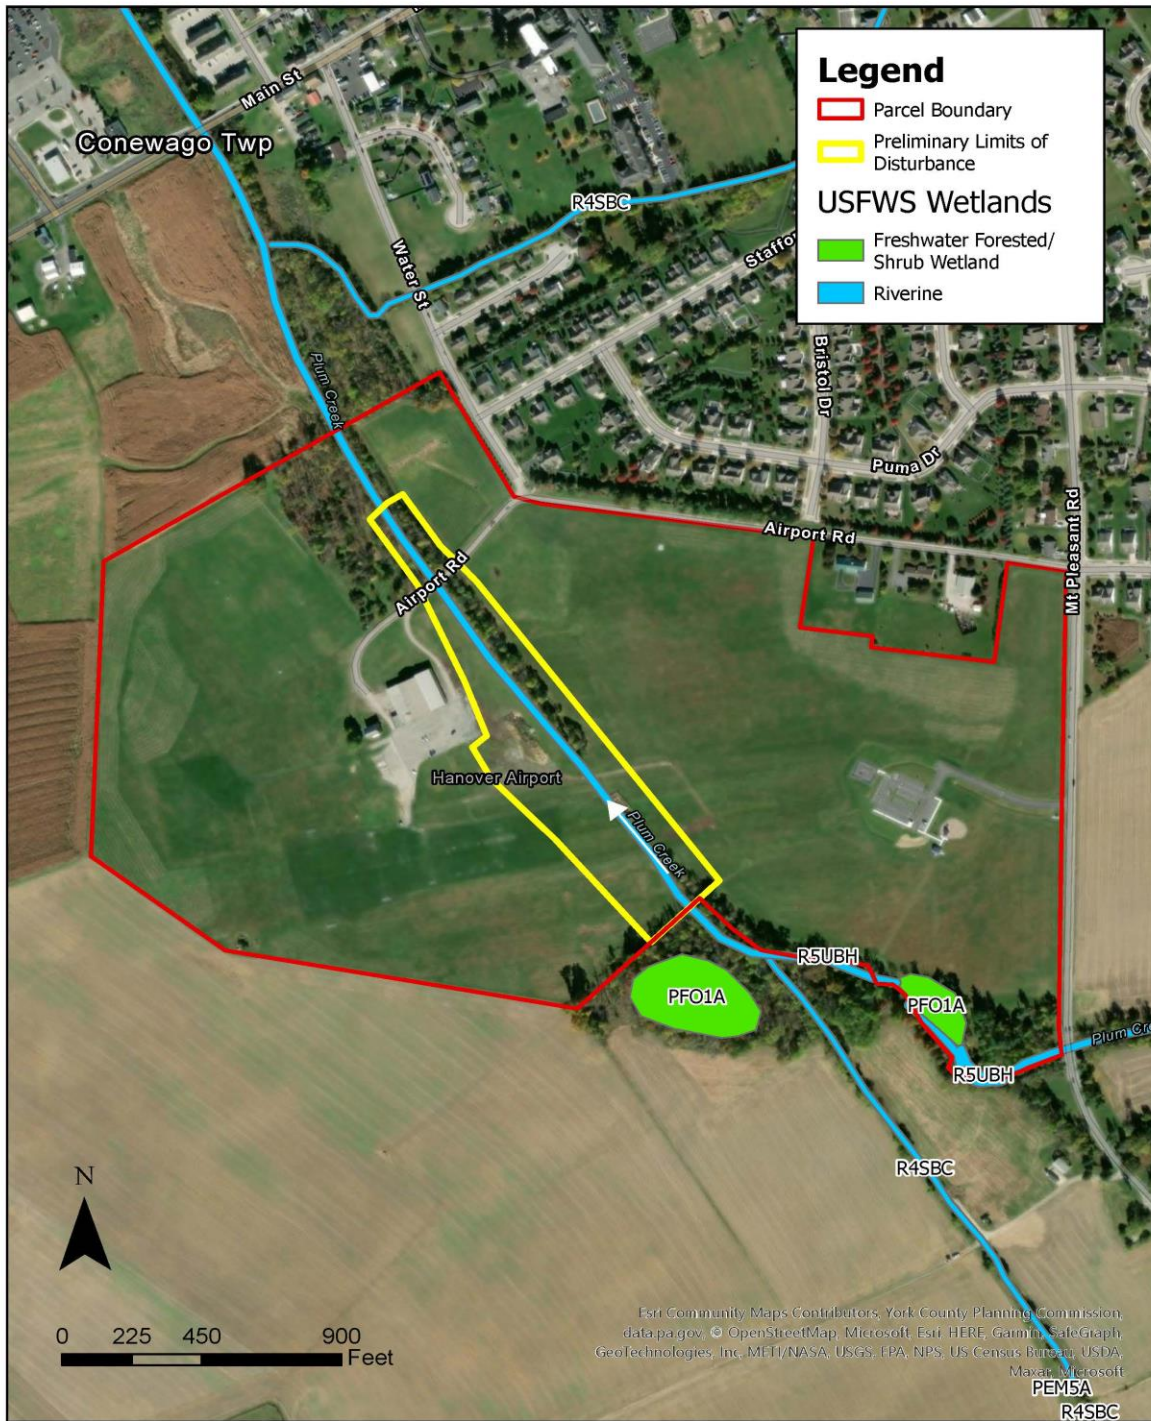 Legend
Parcel Boundary
Preliminary Limits of
Disturbance
USFWS Wetlands
Freshwater Forested/
Shrub Wetland
Riverine
Main St
Conewago Twp
R4SBC
Water St
Staffor
Bristol Dr
Plum Creek
Puma Dr
Mt Pleasant Rd
Airport Rd
Airport Rd
Hanover Airport
Plum Creek
R5UBH
PFO1A
PFO1A
Plum Cre
R5UBH
R4SBC
N
0 225 450 900
Feet
Esri Community Maps Contributors, York County Planning Commission,
data.pa.gov, © OpenStreetMap, Microsoft, Esri, HERE, Garmin, SafeGraph,
GeoTechnologies, Inc, METI/NASA, USGS, EPA, NPS, US Census Bureau, USDA,
Maxar, Microsoft
PEM5A
R4SBC